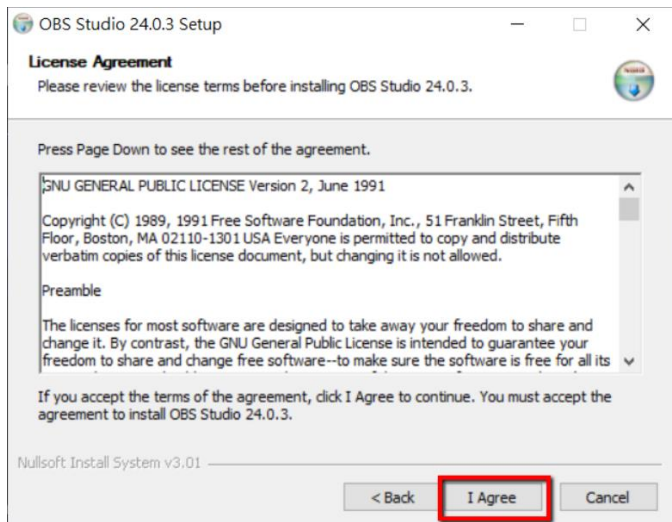 OBS Studio 24.0.3 Setup
License Agreement
Please review the license terms before installing OBS Studio 24.0.3.
Press Page Down to see the rest of the agreement.
GNU GENERAL PUBLIC LICENSE Version 2, June 1991
Copyright (C) 1989, 1991 Free Software Foundation, Inc., 51 Franklin Street, Fifth
Floor, Boston, MA 02110-1301 USA Everyone is permitted to copy and distribute
verbatim copies of this license document, but changing it is not allowed.
Preamble
The licenses for most software are designed to take away your freedom to share and
change it. By contrast, the GNU General Public License is intended to guarantee your
freedom to share and change free software--to make sure the software is free for all its
If you accept the terms of the agreement, click I Agree to continue. You must accept the
agreement to install OBS Studio 24.0.3.
Nullsoft Install System v3.01
< Back
I Agree
Cancel